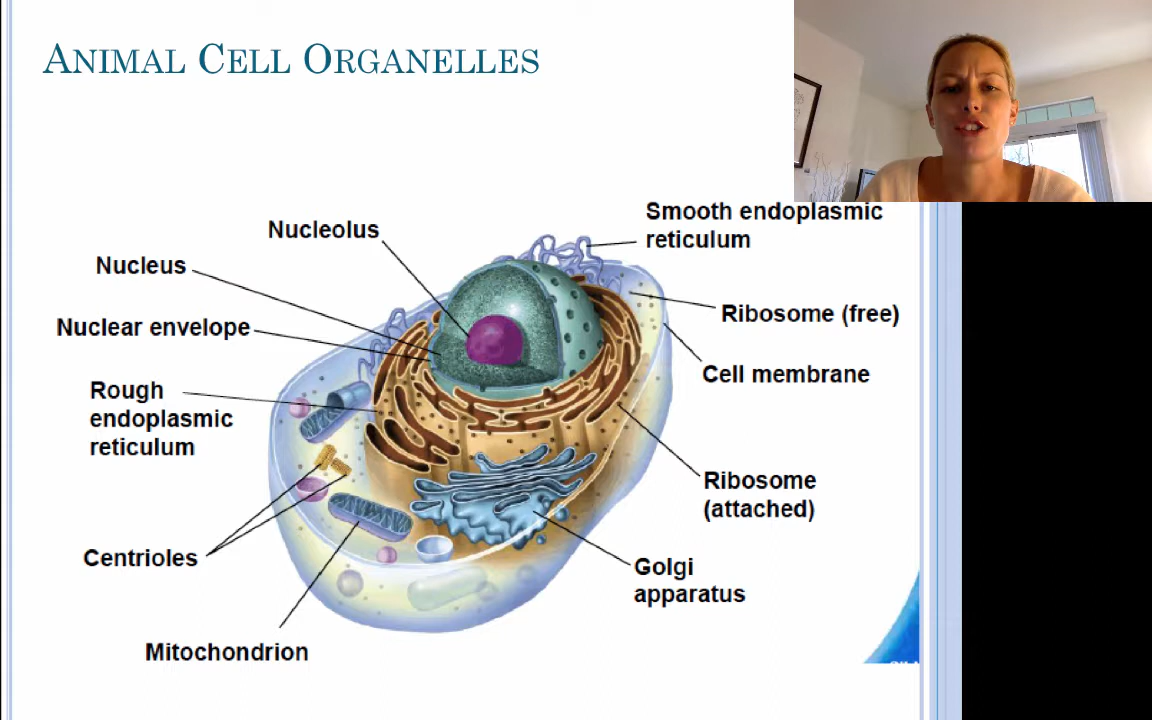 ANIMAL CELL ORGANELLES
Smooth endoplasmic
reticulum
Nucleolus
Nucleus
Ribosome (free)
Nuclear envelope
Cell membrane
Rough
endoplasmic
reticulum
Ribosome
(attached)
Centrioles
Golgi
apparatus
Mitochondrion